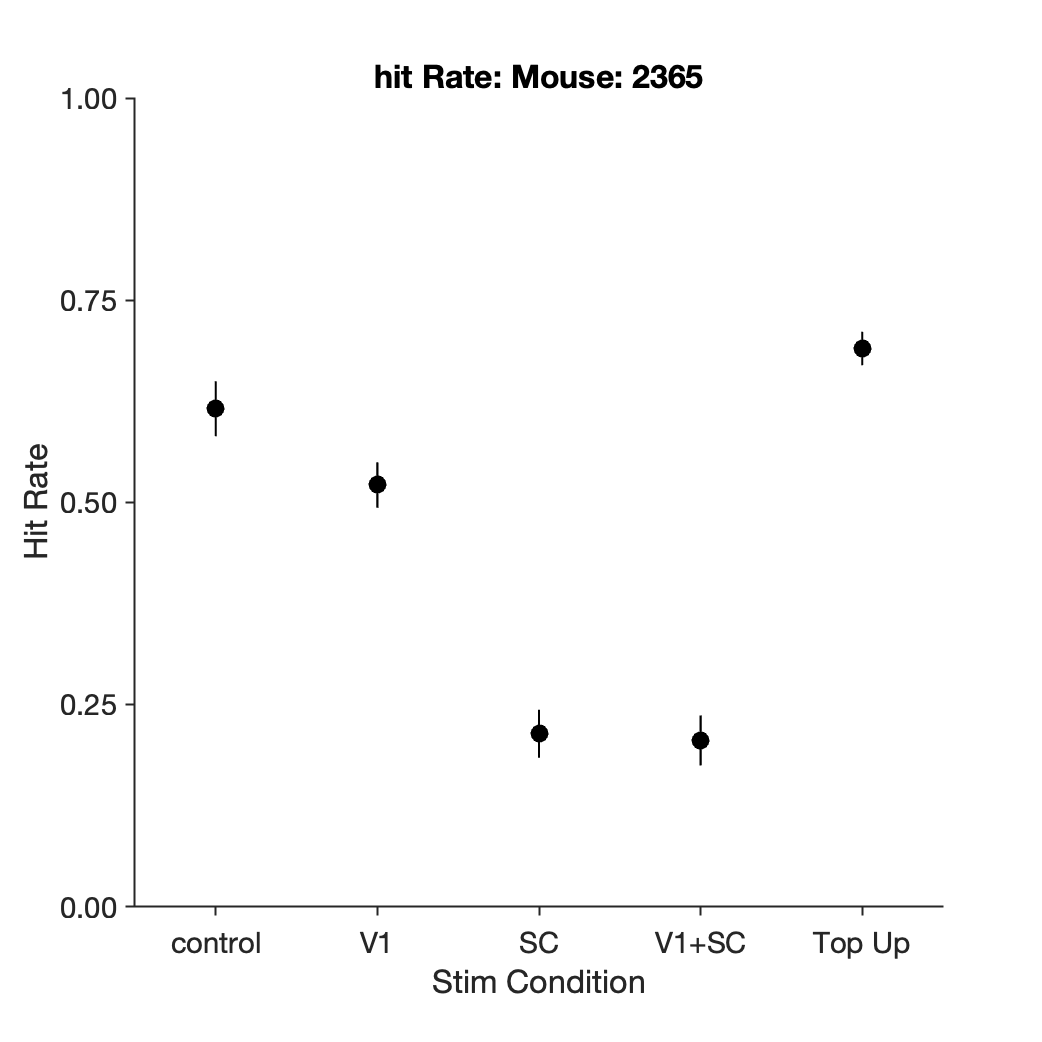 hit Rate: Mouse: 2365
1.00
0.75
0.50
0.25
0.00
Hit Rate
control V1 SC V1+SC Top Up
Stim Condition